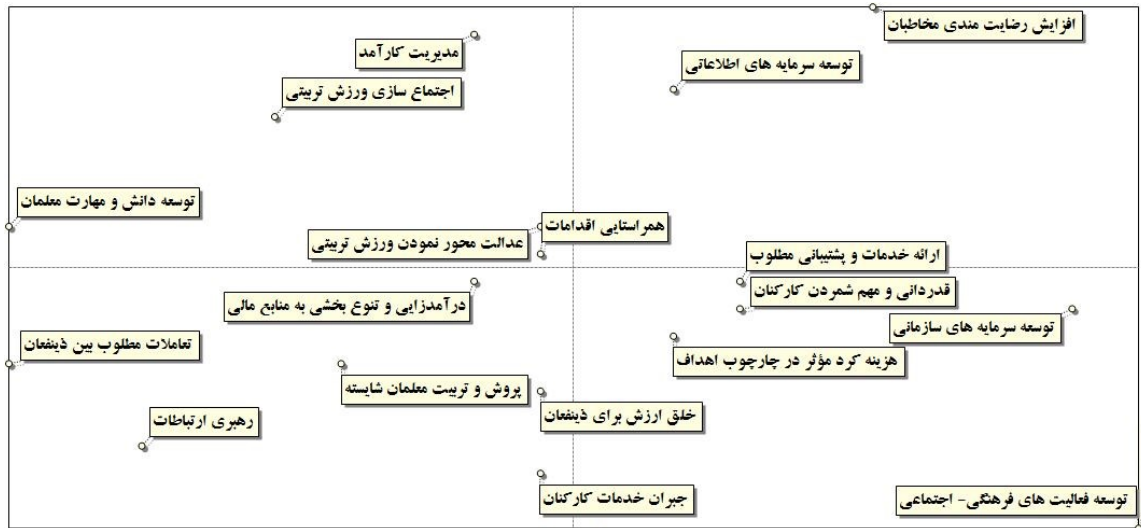 افزایش رضایت مندی مخاطبان
مدیریت کارآمد
توسعه سرمایه های اطلاعاتی
اجتماع سازی ورزش تربیتی
توسعه دانش و مهارت معلمان
همراستایی اقدامات
عدالت محور نمودن ورزش تربیتی
ارائه خدمات و پشتیبانی مطلوب
قدردانی و مهم شمردن کارکنان
درآمدزایی و تنوع بخشی به منابع مالی
توسعه سرمایه های سازمانی
تعاملات مطلوب بین ذینفعان
هزینه کرد مؤثر در چارچوب اهداف
پروش و تربیت معلمان شایسته
خلق ارزش برای ذینفعان
رهبری ارتباطات
جبران خدمات کارکنان
توسعه فعالیت های فرهنگی- اجتماعی